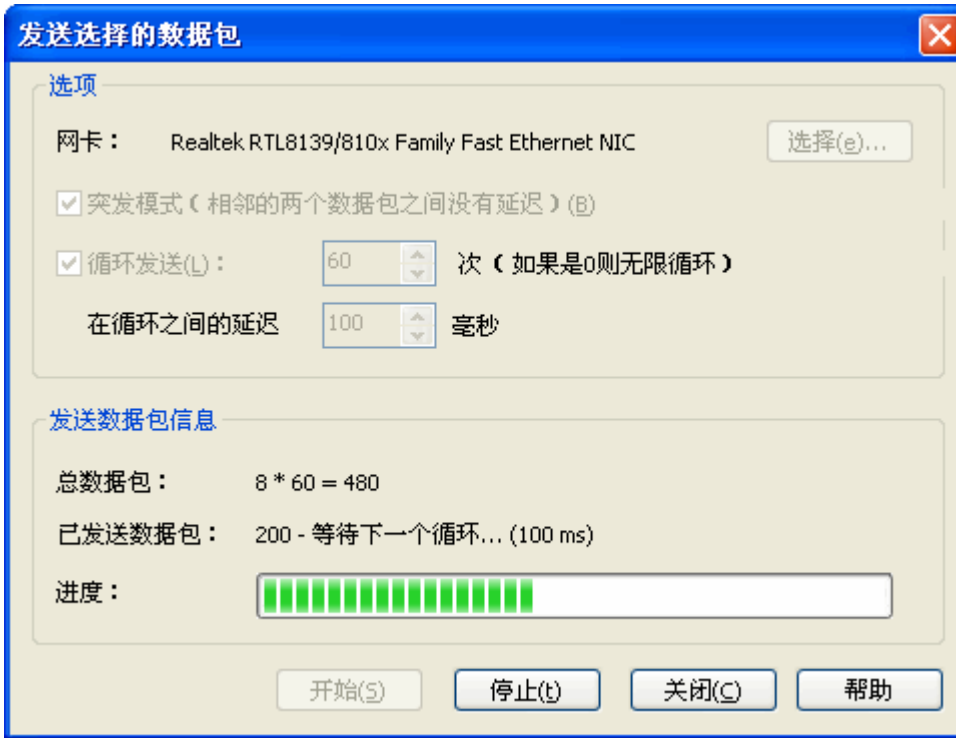 发送选择的数据包
选项
网卡： Realtek RTL8139/810x Family Fast Ethernet NIC 选择(e)...
突发模式（相邻的两个数据包之间没有延迟）(B)
循环发送(L)： 60 次（如果是0则无限循环）
在循环之间的延迟 100 毫秒
发送数据包信息
总数据包： 8 * 60 = 480
已发送数据包： 200 - 等待下一个循环... (100 ms)
进度：
开始(S) 停止(t) 关闭(C) 帮助